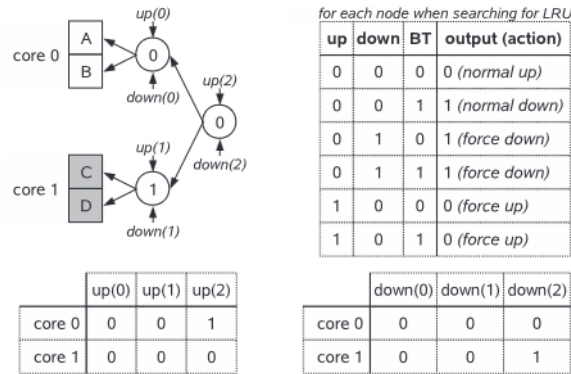 up(0)
A
core 0
0
B
down(0)
up(2)
0
up(1)
down(2)
C
core 1
1
D
down(1)
for each node when searching for LRU
up down BT output (action)
0 0 0 0 (normal up)
0 0 1 1 (normal down)
0 1 0 1 (force down)
0 1 1 1 (force down)
1 0 0 0 (force up)
1 0 1 0 (force up)
up(0) up(1) up(2)
core 0 0 0 1
core 1 0 0 0
down(0) down(1) down(2)
core 0 0 0 0
core 1 0 0 1